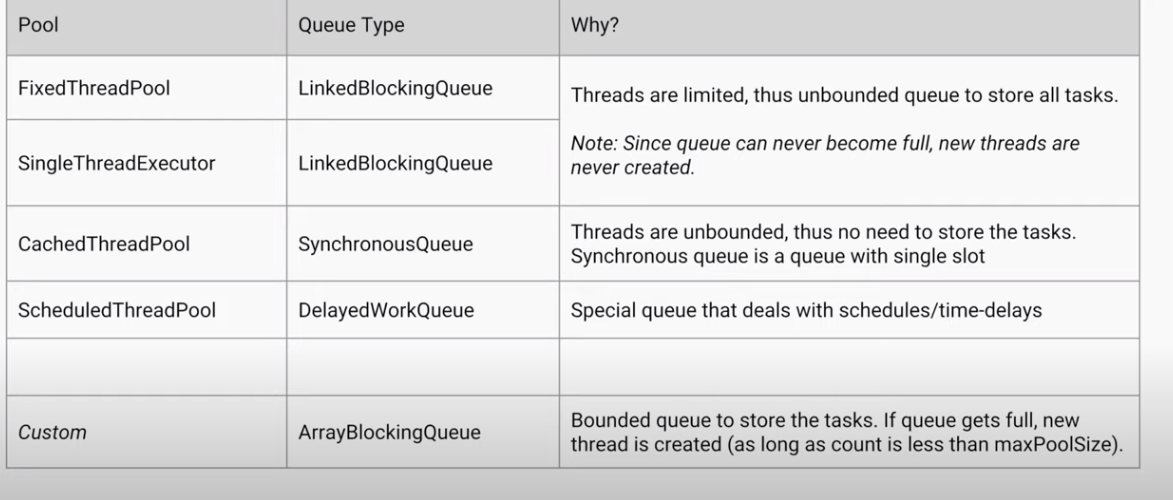 Pool
Queue Type
Why?
FixedThreadPool
LinkedBlockingQueue
Threads are limited, thus unbounded queue to store all tasks.
Note: Since queue can never become full, new threads are
never created.
SingleThreadExecutor
LinkedBlockingQueue
CachedThreadPool
SynchronousQueue
Threads are unbounded, thus no need to store the tasks.
Synchronous queue is a queue with single slot
ScheduledThreadPool
DelayedWorkQueue
Special queue that deals with schedules/time-delays
Custom
ArrayBlockingQueue
Bounded queue to store the tasks. If queue gets full, new
thread is created (as long as count is less than maxPoolSize).